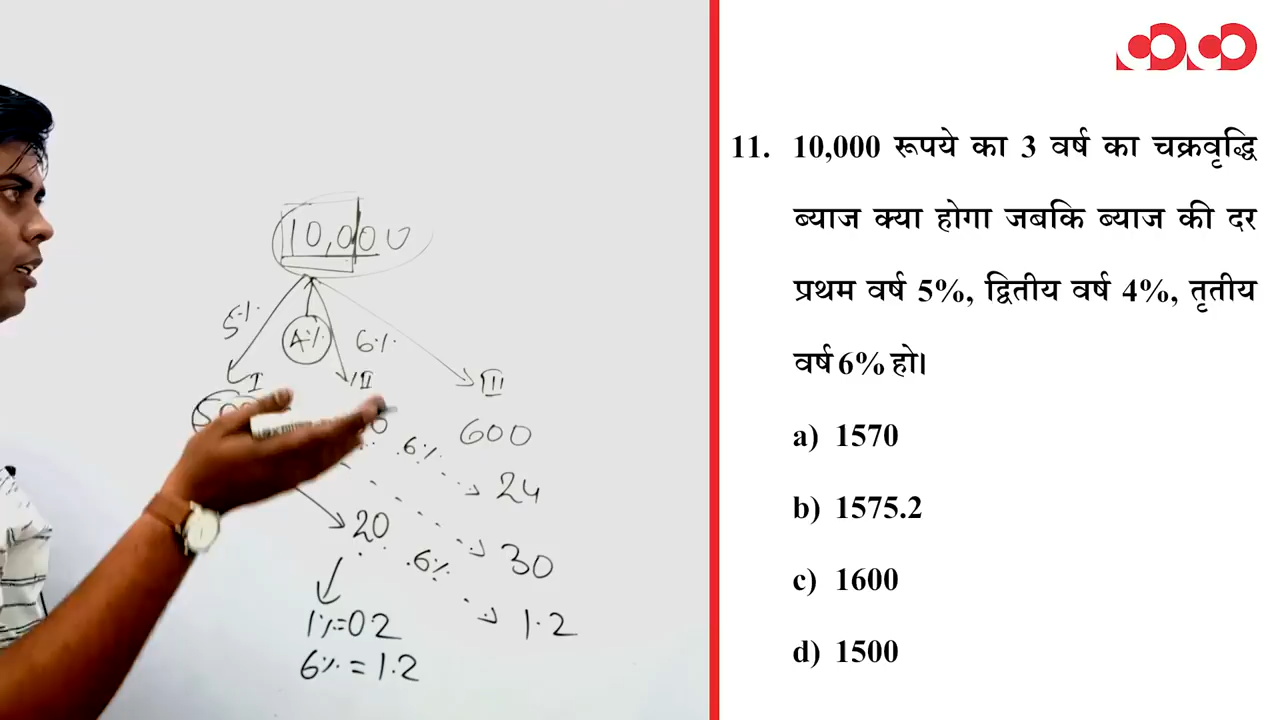 10,000
5%
4%
6%
I
II
III
600
6%
24
20
6%
30
1%=02
1.2
6%=1.2
11. 10,000 रूपये का 3 वर्ष का चक्रवृद्धि
ब्याज क्या होगा जबकि ब्याज की दर
प्रथम वर्ष 5%, द्वितीय वर्ष 4%, तृतीय
वर्ष 6% हो।
a) 1570
b) 1575.2
c) 1600
d) 1500